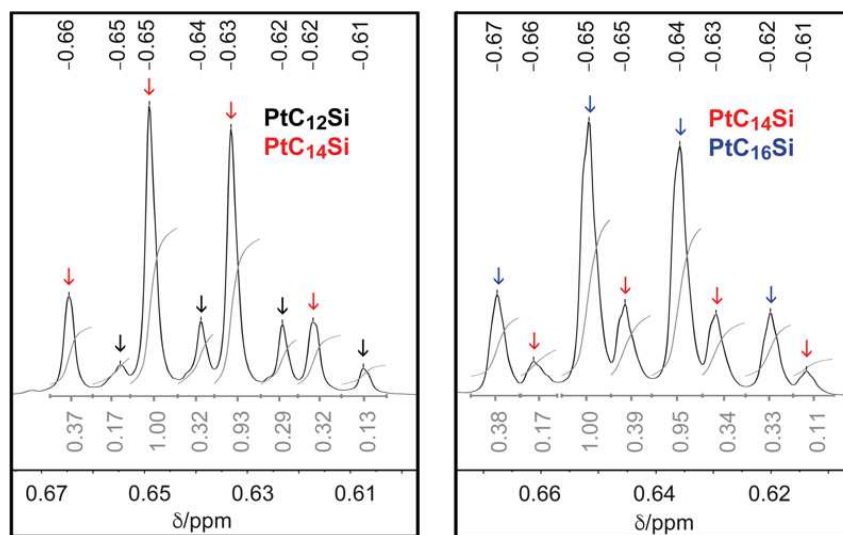 −0.66 −0.65 −0.65 −0.64 −0.63 −0.62 −0.62 −0.61
PtC₁₂Si
PtC₁₄Si
0.37 0.17 1.00 0.32 0.93 0.29 0.32 0.13
0.67 0.65 0.63 0.61
δ/ppm
−0.67 −0.66 −0.65 −0.65 −0.64 −0.63 −0.62 −0.61
PtC₁₄Si
PtC₁₆Si
0.38 0.17 1.00 0.39 0.95 0.34 0.33 0.11
0.66 0.64 0.62
δ/ppm